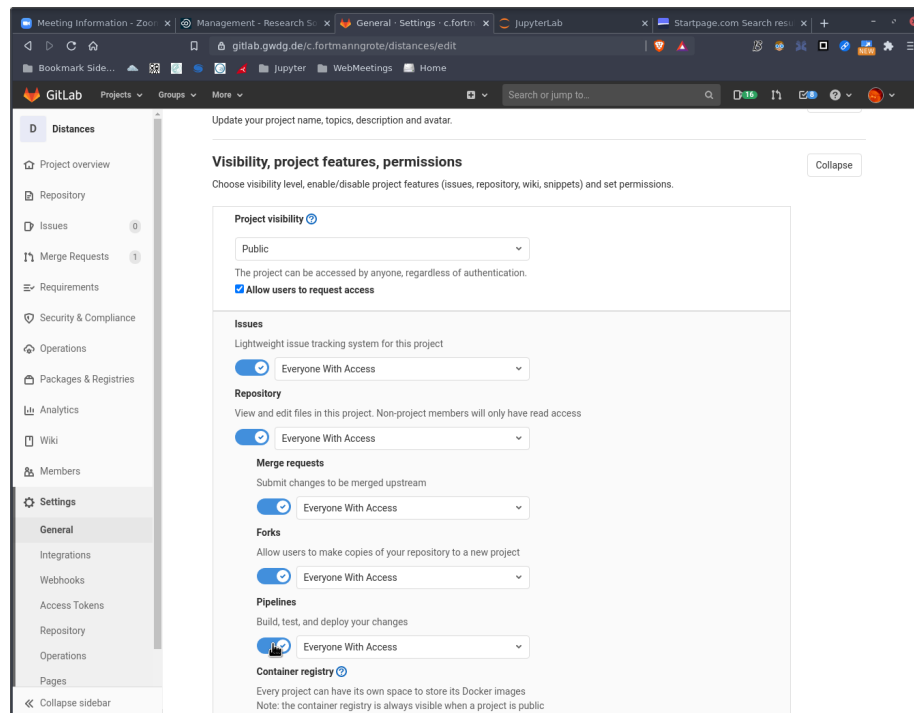 Meeting Information - Zoom
Management - Research So
General · Settings · c.fortm
JupyterLab
Startpage.com Search resu
gitlab.gwdg.de/c.fortmanngrote/distances/edit
NEW
Bookmark Side...
Jupyter
WebMeetings
Home
GitLab
Projects
Groups
More
Search or jump to...
16
8
D
Distances
Project overview
Repository
Issues
0
Merge Requests
1
Requirements
Security & Compliance
Operations
Packages & Registries
Analytics
Wiki
Members
Settings
General
Integrations
Webhooks
Access Tokens
Repository
Operations
Pages
Collapse sidebar
Update your project name, topics, description and avatar.
Visibility, project features, permissions
Collapse
Choose visibility level, enable/disable project features (issues, repository, wiki, snippets) and set permissions.
Project visibility
Public
The project can be accessed by anyone, regardless of authentication.
Allow users to request access
Issues
Lightweight issue tracking system for this project
Everyone With Access
Repository
View and edit files in this project. Non-project members will only have read access
Everyone With Access
Merge requests
Submit changes to be merged upstream
Everyone With Access
Forks
Allow users to make copies of your repository to a new project
Everyone With Access
Pipelines
Build, test, and deploy your changes
Everyone With Access
Container registry
Every project can have its own space to store its Docker images
Note: the container registry is always visible when a project is public